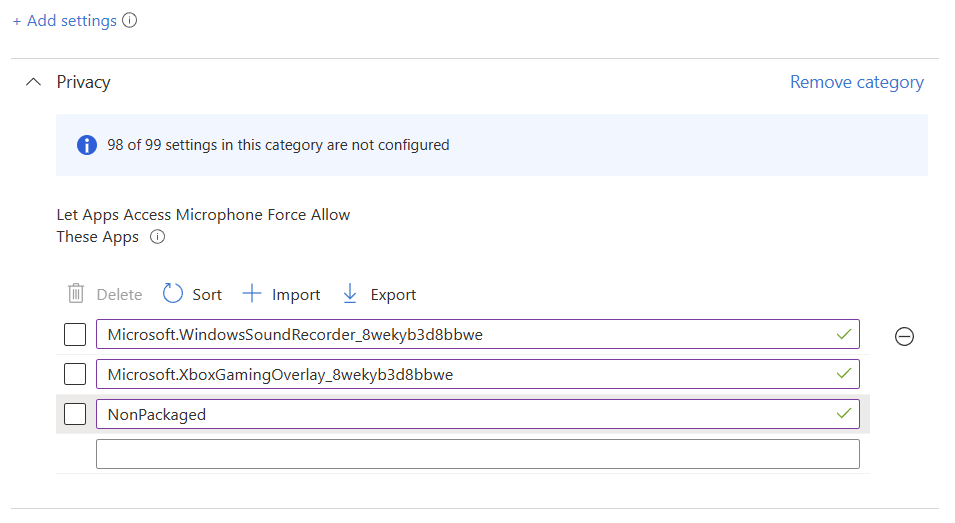 + Add settings
Privacy
Remove category
98 of 99 settings in this category are not configured
Let Apps Access Microphone Force Allow
These Apps
Delete Sort Import Export
Microsoft.WindowsSoundRecorder_8wekyb3d8bbwe
Microsoft.XboxGamingOverlay_8wekyb3d8bbwe
NonPackaged